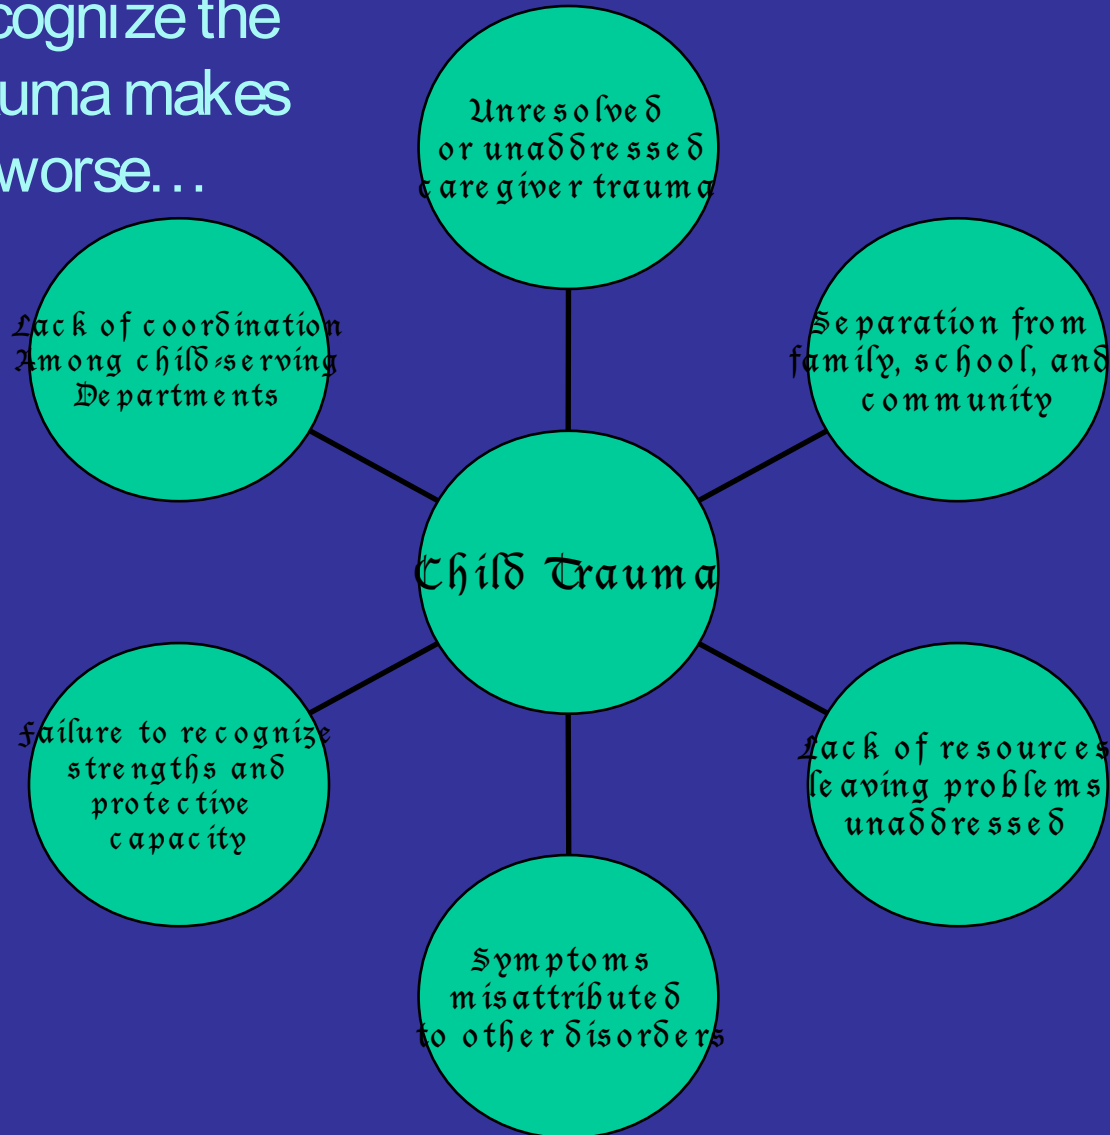 cognize the
uma makes
worse...
Unresolved
or unaddressed
caregiver trauma
Lack of coordination
Among child-serving
Departments
Separation from
family, school, and
community
Child Trauma
Failure to recognize
strengths and
protective
capacity
Lack of resources
leaving problems
unaddressed
Symptoms
misattributed
to other disorders